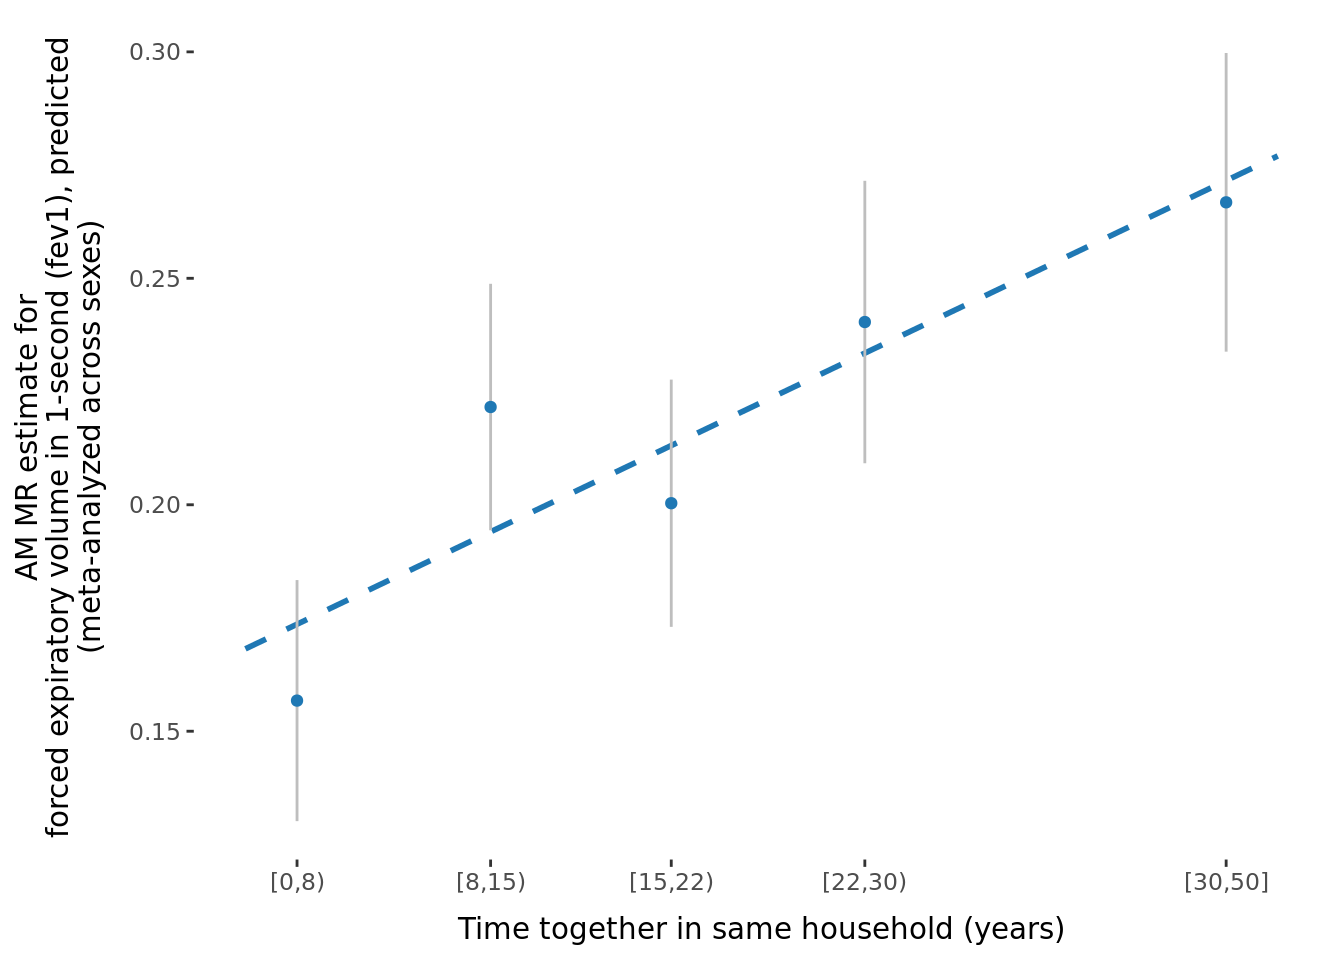 AM MR estimate for
forced expiratory volume in 1-second (fev1), predicted
(meta-analyzed across sexes)
0.30
0.25
0.20
0.15
[0,8)
[8,15)
[15,22)
[22,30)
[30,50]
Time together in same household (years)